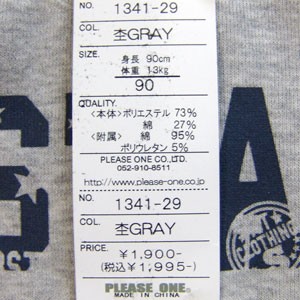 NO. 1341-29
COL. 杢GRAY
SIZE.
身長 90cm
体重 13kg
90
QUALITY.
<本体>ポリエステル 73%
綿 27%
<附属> 綿 95%
ポリウレタン 5%
PLEASE ONE CO.,LTD.
052-910-8511
http://www.please-one.co.jp
NO. 1341-29
COL. 杢GRAY
PRICE. ¥1,900-
(税込¥1,995-)
PLEASE ONE.
MADE IN CHINA
A
CLOTHING